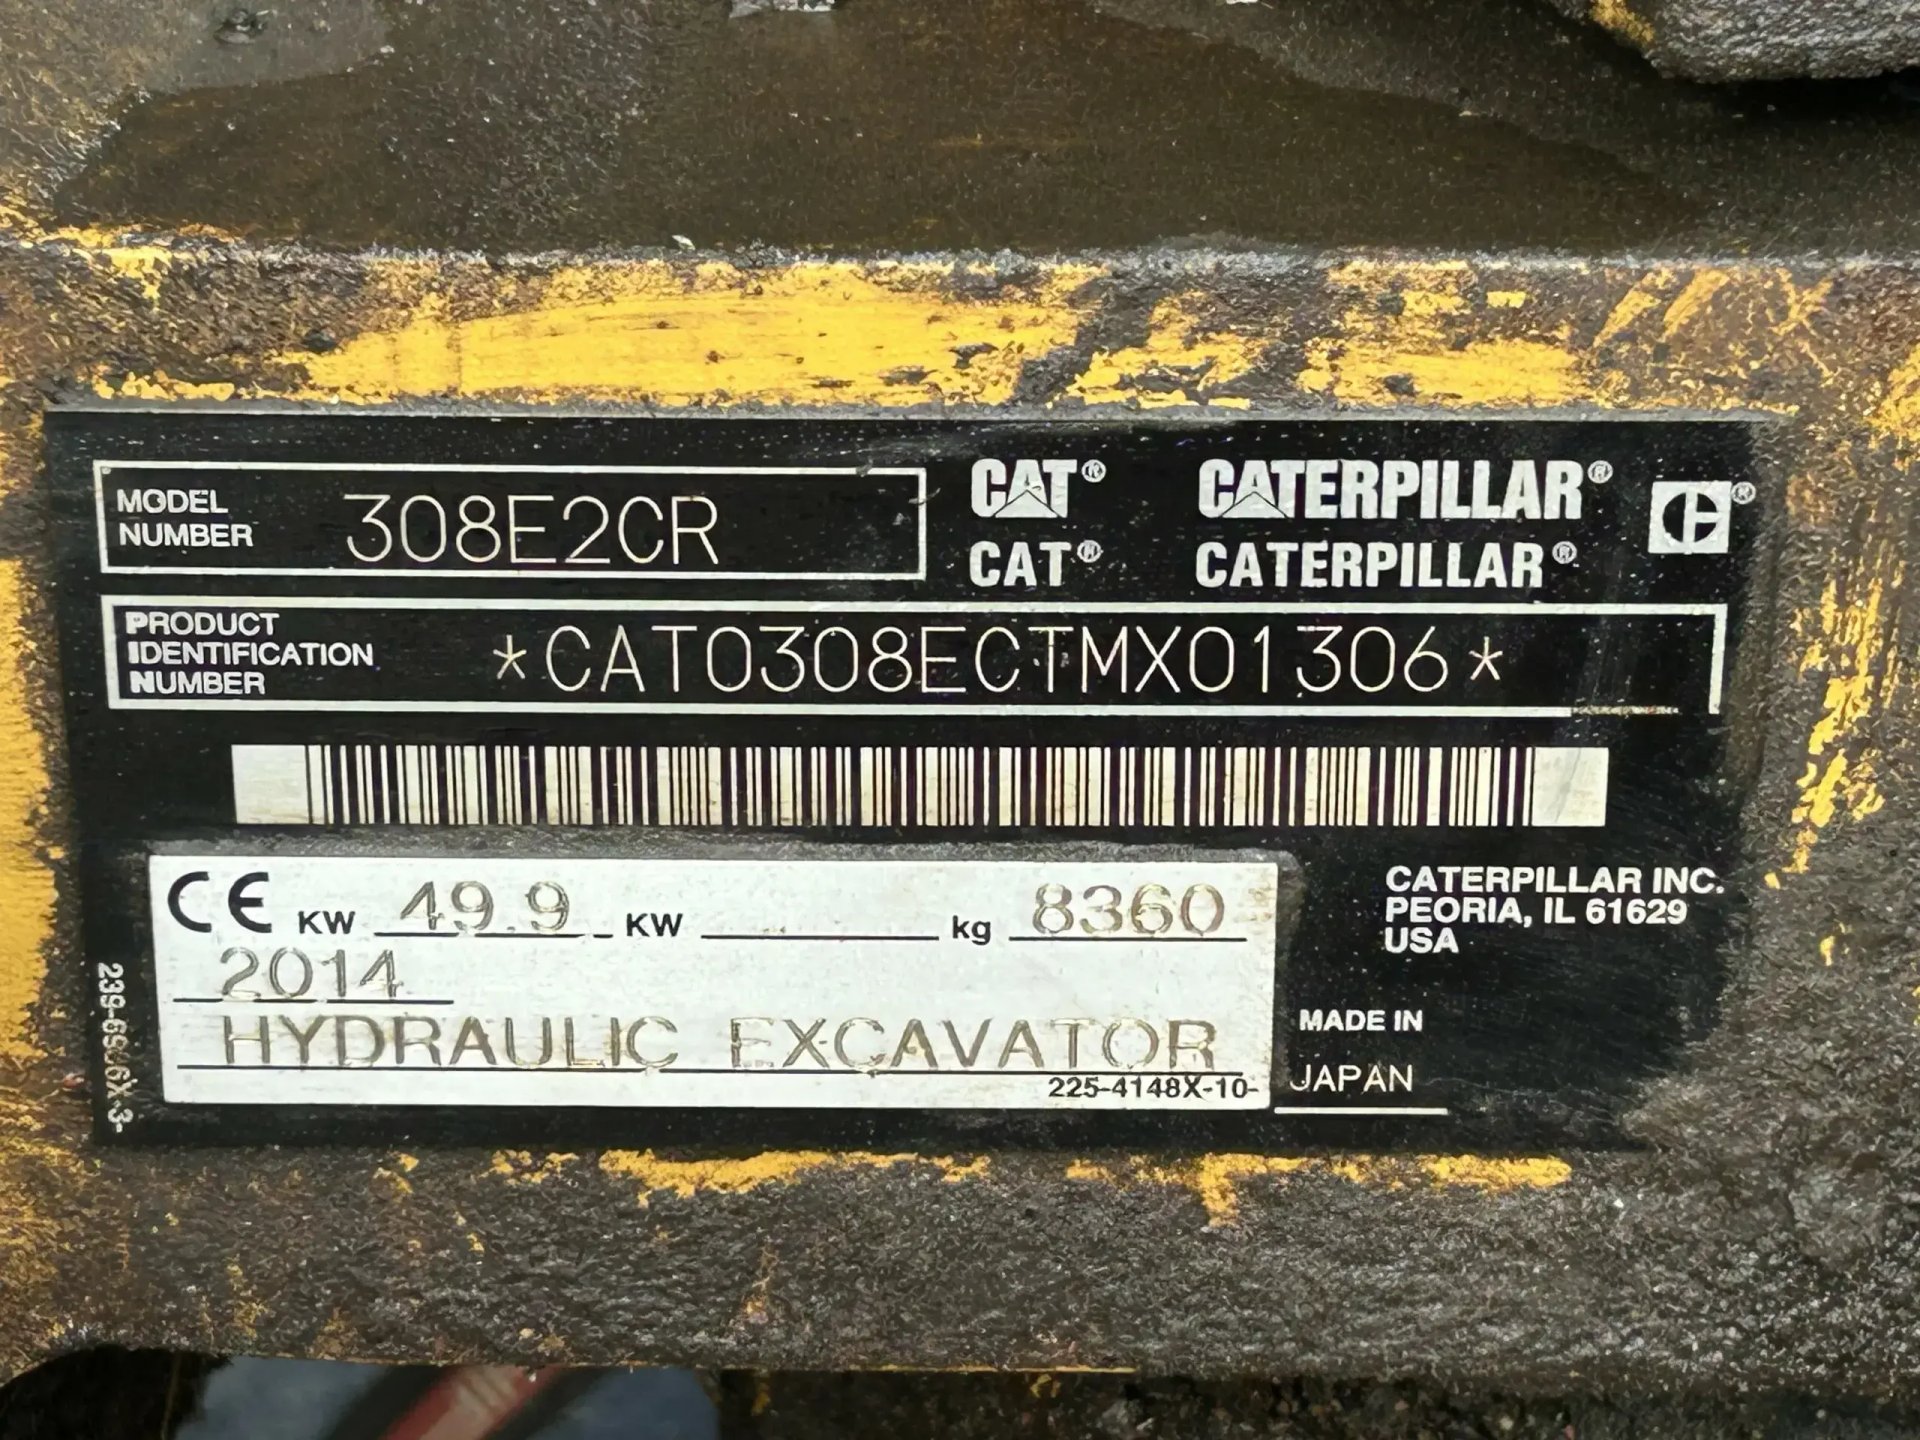 MODEL NUMBER 308E2CR
CAT® CATERPILLAR® ®
CAT® CATERPILLAR®
PRODUCT IDENTIFICATION NUMBER *CAT0308ECTMX01306*
CE KW 49.9 KW kg 8360
2014
HYDRAULIC EXCAVATOR
225-4148X-10-
CATERPILLAR INC.
PEORIA, IL 61629
USA
MADE IN
JAPAN